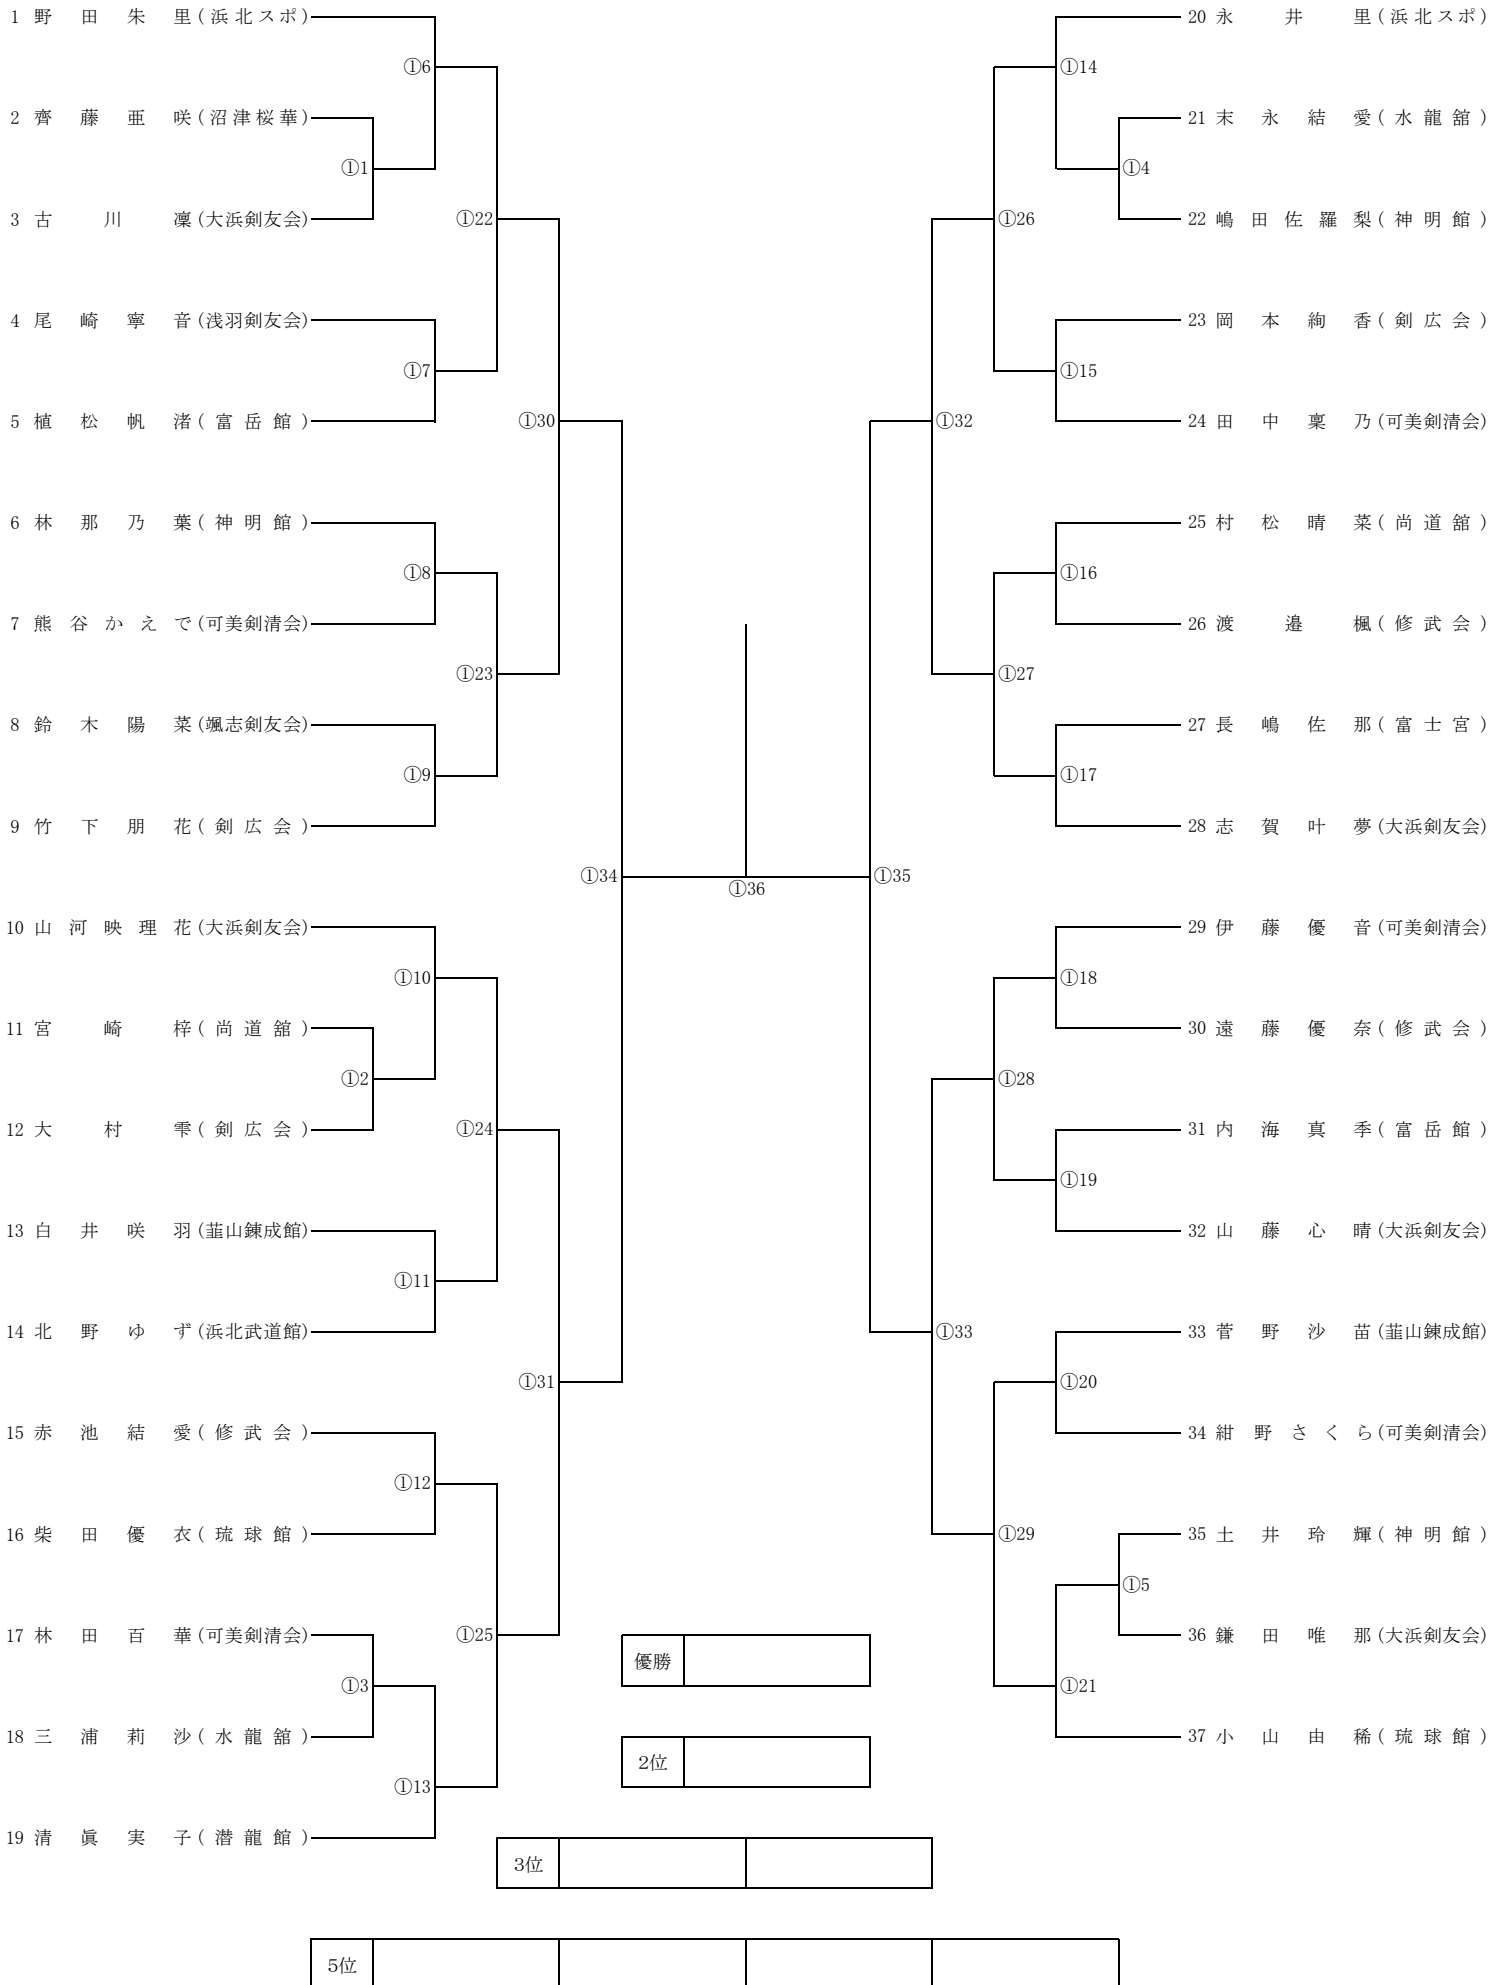 1 野田朱里(浜北スポ)
①6
2 齊藤亜咲(沼津桜華)
①1
3 古川凜(大浜剣友会)
①22
4 尾崎寧音(浅羽剣友会)
①7
5 植松帆渚(富岳館)
①30
6 林那乃葉(神明館)
①8
7 熊谷かえで(可美剣清会)
①23
8 鈴木陽菜(颯志剣友会)
①9
9 竹下朋花(剣広会)
①34
10 山河映理花(大浜剣友会)
①10
11 宮崎梓(尚道舘)
①2
12 大村雫(剣広会)
①24
13 白井咲羽(韮山錬成館)
①11
14 北野ゆず(浜北武道館)
①31
15 赤池結愛(修武会)
①12
16 柴田優衣(琉球館)
17 林田百華(可美剣清会)
①25
①3
18 三浦莉沙(水龍舘)
①13
19 清眞実子(潜龍館)
①36
20 永井里(浜北スポ)
①14
21 末永結愛(水龍舘)
①4
22 嶋田佐羅梨(神明館)
①26
23 岡本絢香(剣広会)
①15
24 田中稟乃(可美剣清会)
①32
25 村松晴菜(尚道舘)
①16
26 渡邉楓(修武会)
①27
27 長嶋佐那(富士宮)
①17
28 志賀叶夢(大浜剣友会)
①35
29 伊藤優音(可美剣清会)
①18
30 遠藤優奈(修武会)
①28
31 内海真季(富岳館)
①19
32 山藤心晴(大浜剣友会)
33 菅野沙苗(韮山錬成館)
①33
①20
34 紺野さくら(可美剣清会)
35 土井玲輝(神明館)
①29
①5
36 鎌田唯那(大浜剣友会)
①21
37 小山由稀(琉球館)
優勝
2位
3位
5位